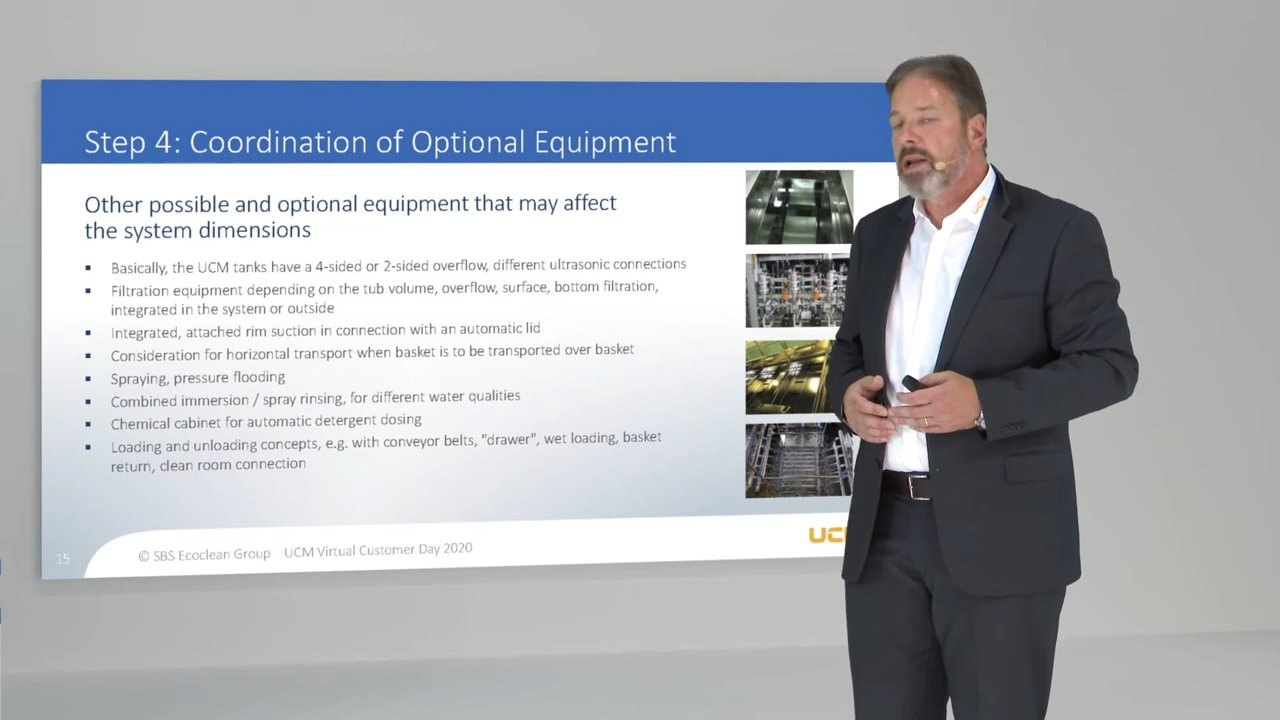 Step 4: Coordination of Optional Equipment
Other possible and optional equipment that may affect
the system dimensions
▪ Basically, the UCM tanks have a 4-sided or 2-sided overflow, different ultrasonic connections
▪ Filtration equipment depending on the tub volume, overflow, surface, bottom filtration,
integrated in the system or outside
▪ Integrated, attached rim suction in connection with an automatic lid
▪ Consideration for horizontal transport when basket is to be transported over basket
▪ Spraying, pressure flooding
▪ Combined immersion / spray rinsing, for different water qualities
▪ Chemical cabinet for automatic detergent dosing
▪ Loading and unloading concepts, e.g. with conveyor belts, "drawer", wet loading, basket
return, clean room connection
15
© SBS Ecoclean Group UCM Virtual Customer Day 2020
UC
UCM